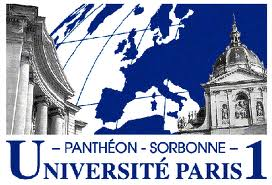 – PANTHÉON - SORBONNE –
UNIVERSITÉ PARIS 1